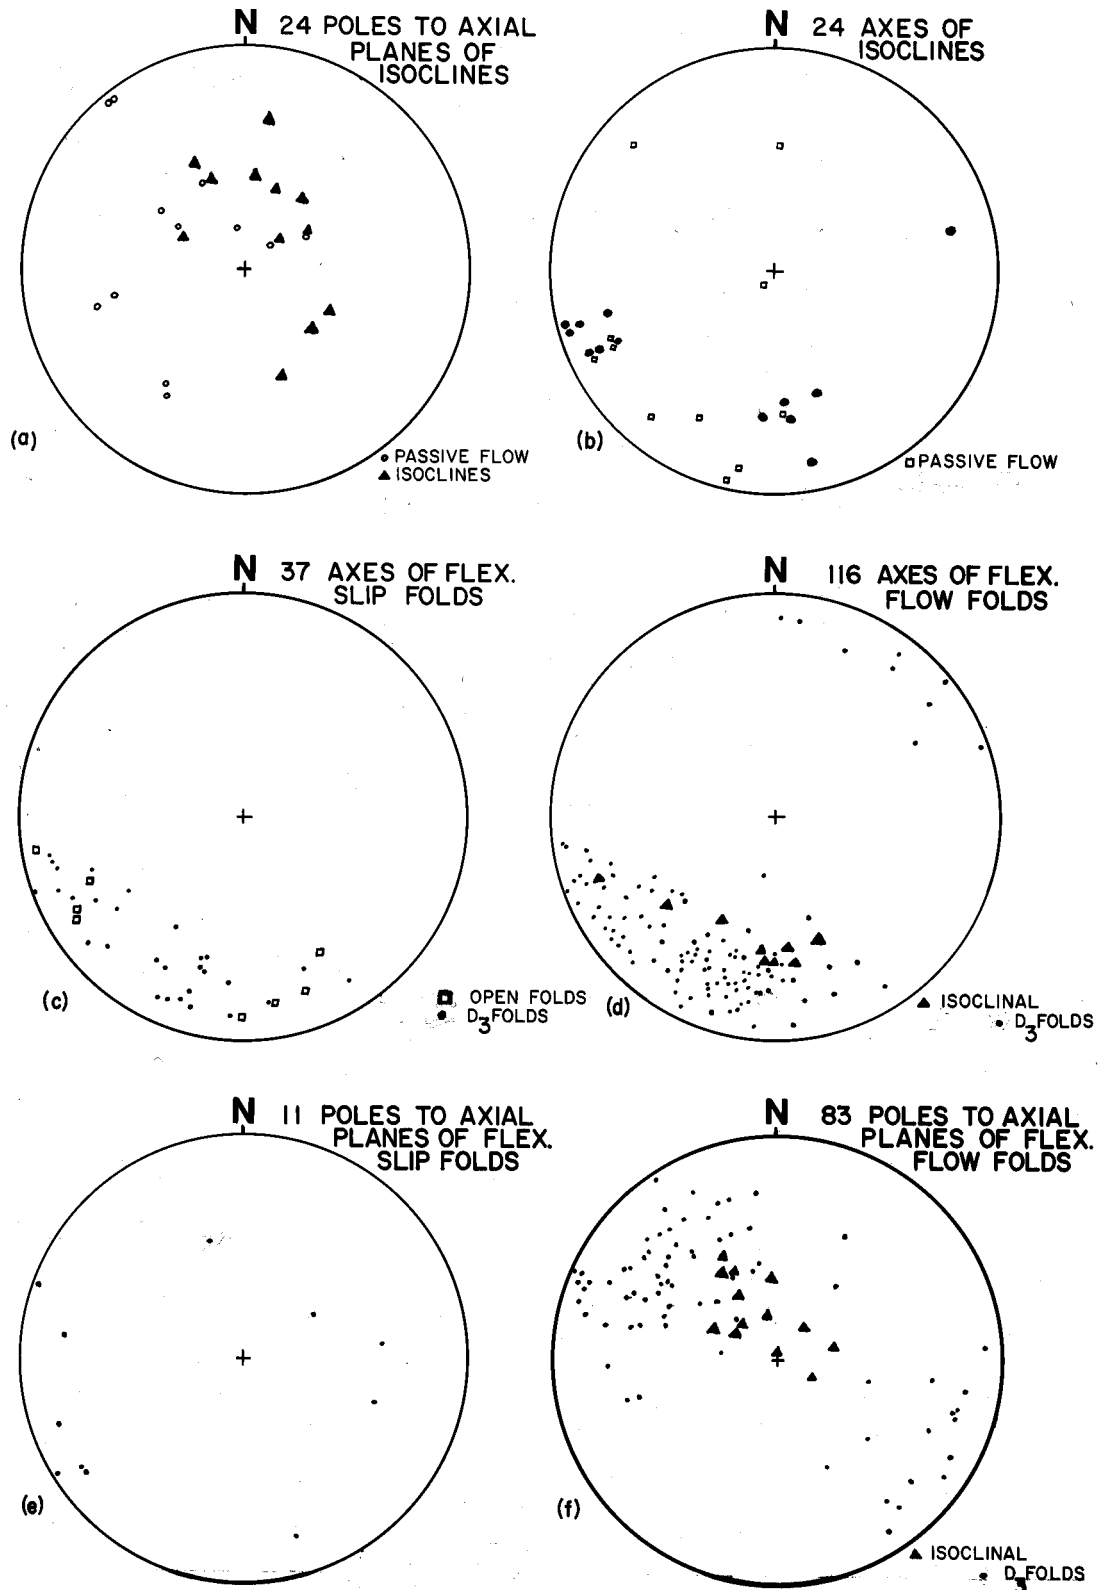 N 24 POLES TO AXIAL
PLANES OF
ISOCLINES
(a)
PASSIVE FLOW
ISOCLINES
N 24 AXES OF
ISOCLINES
(b)
PASSIVE FLOW
N 37 AXES OF FLEX.
SLIP FOLDS
(c)
OPEN FOLDS
D3 FOLDS
N 116 AXES OF FLEX.
FLOW FOLDS
(d)
ISOCLINAL
D3 FOLDS
N 11 POLES TO AXIAL
PLANES OF FLEX.
SLIP FOLDS
(e)
N 83 POLES TO AXIAL
PLANES OF FLEX.
FLOW FOLDS
(f)
ISOCLINAL
D3 FOLDS